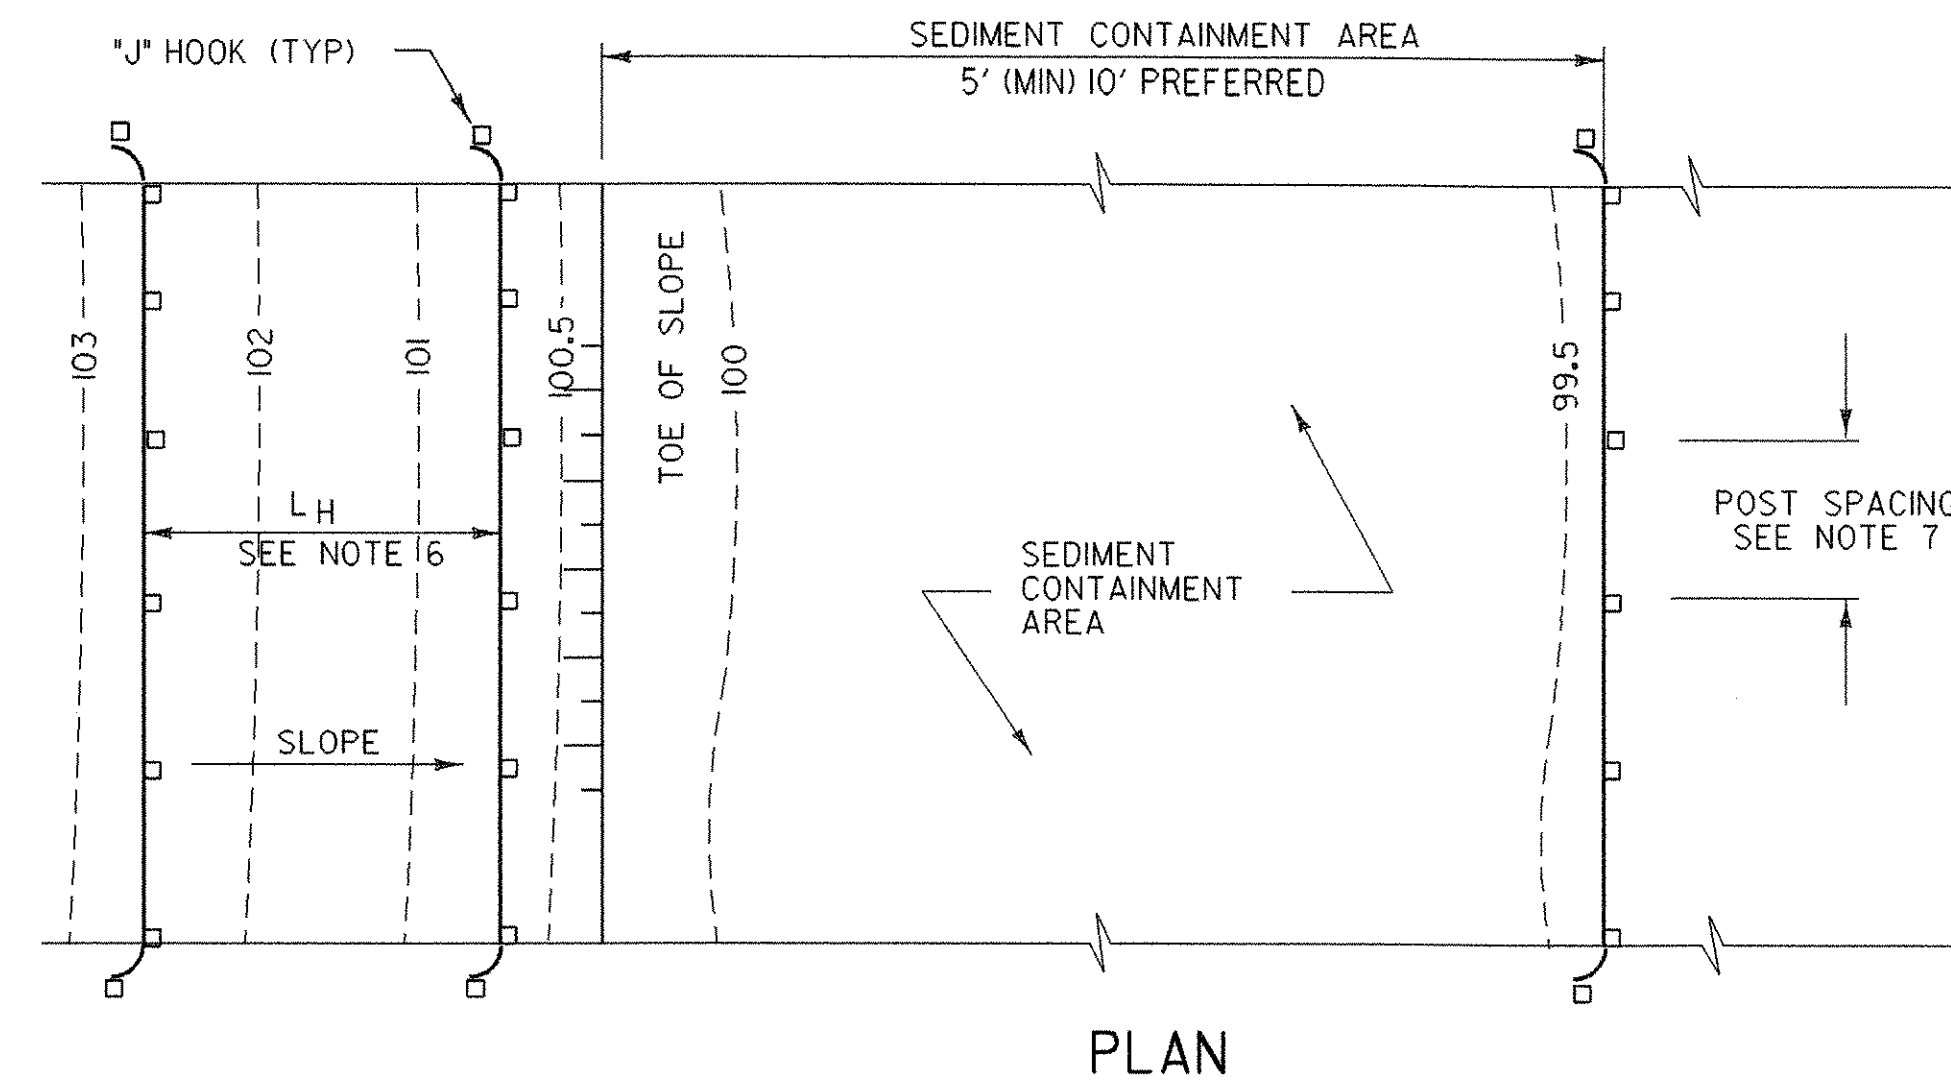 "J" HOOK (TYP)
SEDIMENT CONTAINMENT AREA
5' (MIN) 10' PREFERRED
TOE OF SLOPE
103
102
101
100.5
100
99.5
L H
SEE NOTE 6
SEDIMENT
CONTAINMENT
AREA
POST SPACING
SEE NOTE 7
SLOPE
PLAN